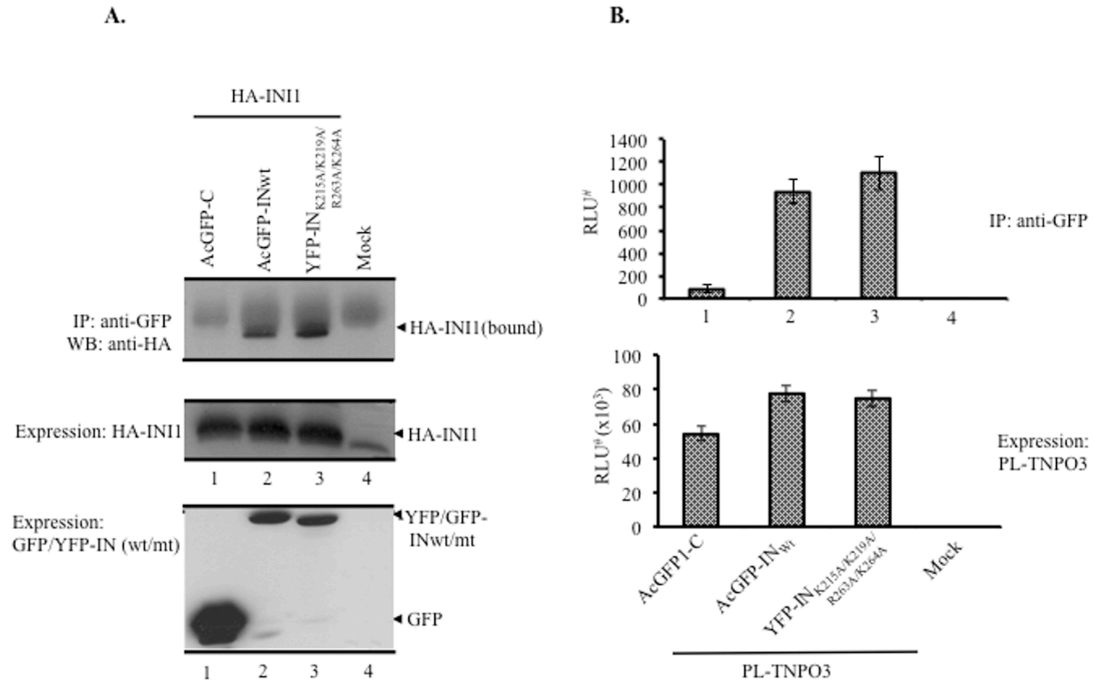 A.
HA-INI1
AcGFP-C
AcGFP-INwt
YFP-IN K215A/K219A/
R263A/K264A
Mock
IP: anti-GFP
WB: anti-HA
HA-INI1(bound)
Expression: HA-INI1
HA-INI1
1 2 3 4
Expression:
GFP/YFP-IN (wt/mt)
YFP/GFP-
INwt/mt
GFP
1 2 3 4
B.
1400
1200
1000
800
600
400
200
0
RLU#
IP: anti-GFP
1 2 3 4
100
80
60
40
20
0
RLU# (x10³)
Expression:
PL-TNPO3
AcGFP1-C
AcGFP-INWt
YFP-IN K215A/K219A/
R263A/K264A
Mock
PL-TNPO3